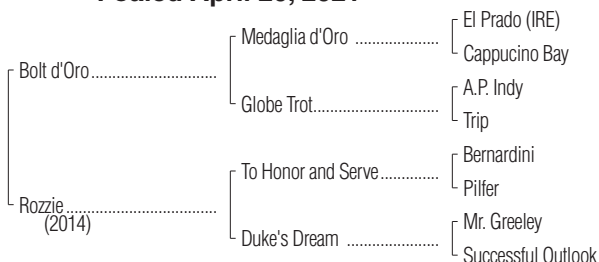 Foaled April 20, 2021
El Prado (IRE)
Medaglia d'Oro
Cappucino Bay
Bolt d'Oro
A.P. Indy
Globe Trot
Trip
Bernardini
To Honor and Serve
Pilfer
Rozzie
(2014)
Mr. Greeley
Duke's Dream
Successful Outlook